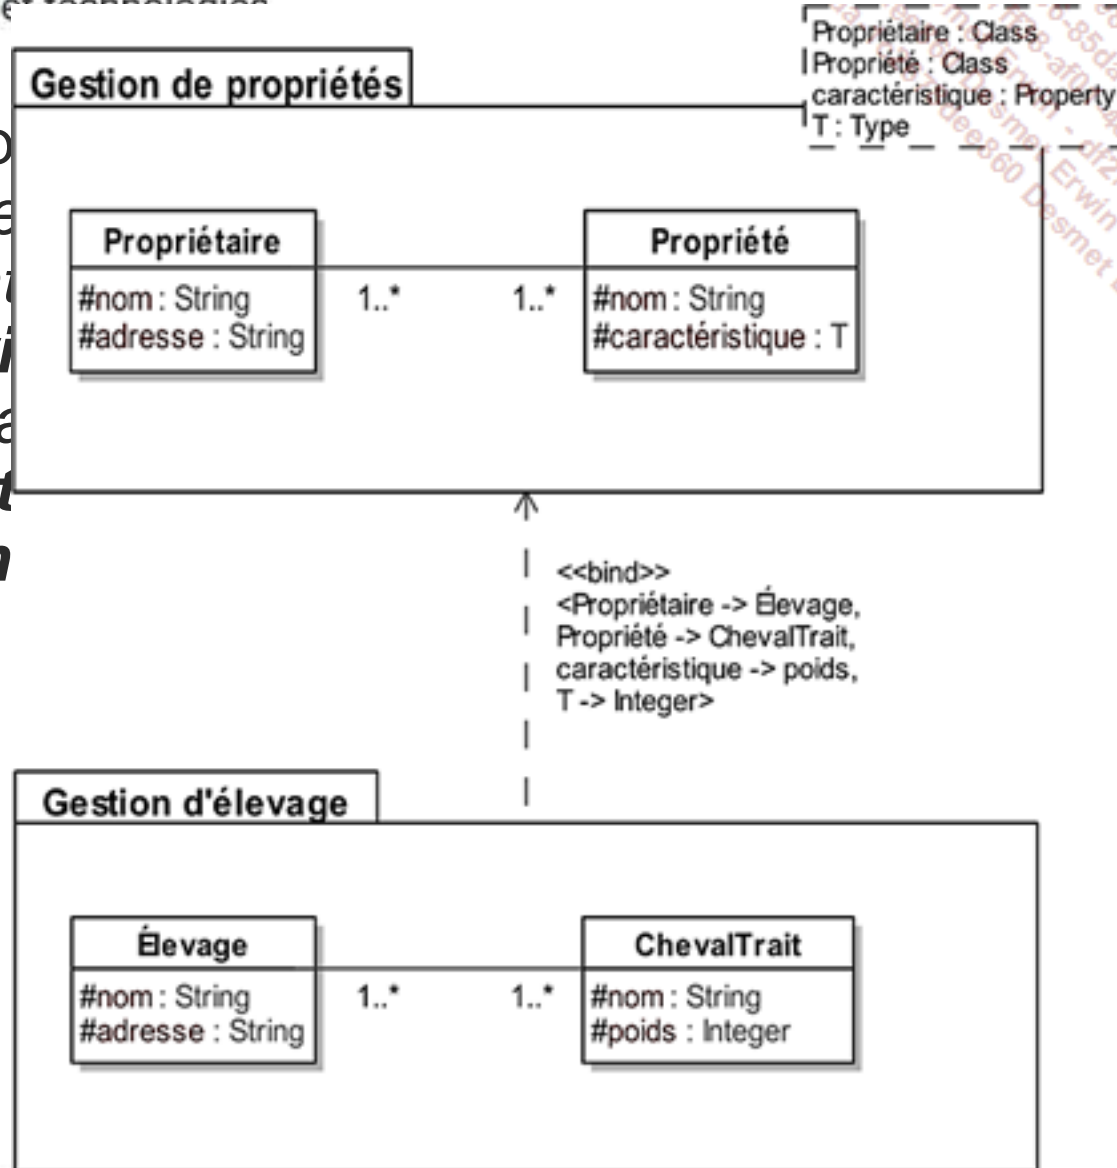 et technologies
Propriétaire : Class
Propriété : Class
caractéristique : Property
T : Type
Gestion de propriétés
Propriétaire
#nom : String
#adresse : String
1..*
1..*
Propriété
#nom : String
#caractéristique : T
<<bind>>
<Propriétaire -> Élevage,
Propriété -> ChevalTrait,
caractéristique -> poids,
T -> Integer>
Gestion d'élevage
Élevage
#nom : String
#adresse : String
1..*
1..*
ChevalTrait
#nom : String
#poids : Integer